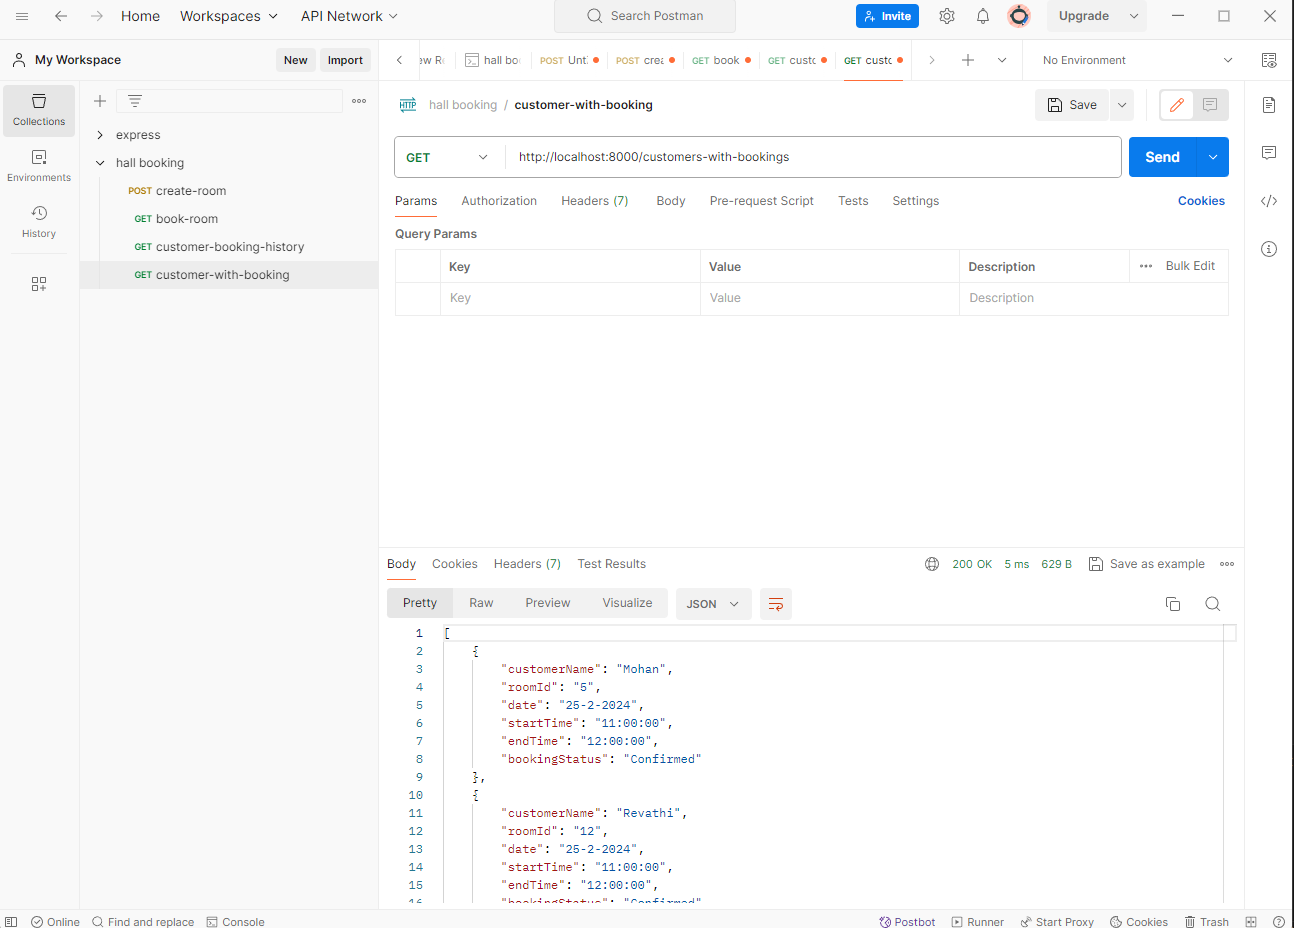 Home Workspaces API Network Search Postman Invite Upgrade
My Workspace New Import
hall bo POST Unt GET book GET custo GET custo No Environment
Collections
Environments
History
express
hall booking
POST create-room
GET book-room
GET customer-booking-history
GET customer-with-booking
hall booking / customer-with-booking Save
HTTP
GET http://localhost:8000/customers-with-bookings Send
Params Authorization Headers (7) Body Pre-request Script Tests Settings Cookies
Query Params
Key Value Description ••• Bulk Edit
Key Value Description
Body Cookies Headers (7) Test Results 200 OK 5 ms 629 B Save as example
Pretty Raw Preview Visualize JSON
1 [
2 {
3 "customerName": "Mohan",
4 "roomId": "5",
5 "date": "25-2-2024",
6 "startTime": "11:00:00",
7 "endTime": "12:00:00",
8 "bookingStatus": "Confirmed"
9 },
10 {
11 "customerName": "Revathi",
12 "roomId": "12",
13 "date": "25-2-2024",
14 "startTime": "11:00:00",
15 "endTime": "12:00:00",
16 "bookingStatus": "Confirmed"
Online Find and replace Console Postbot Runner Start Proxy Cookies Trash